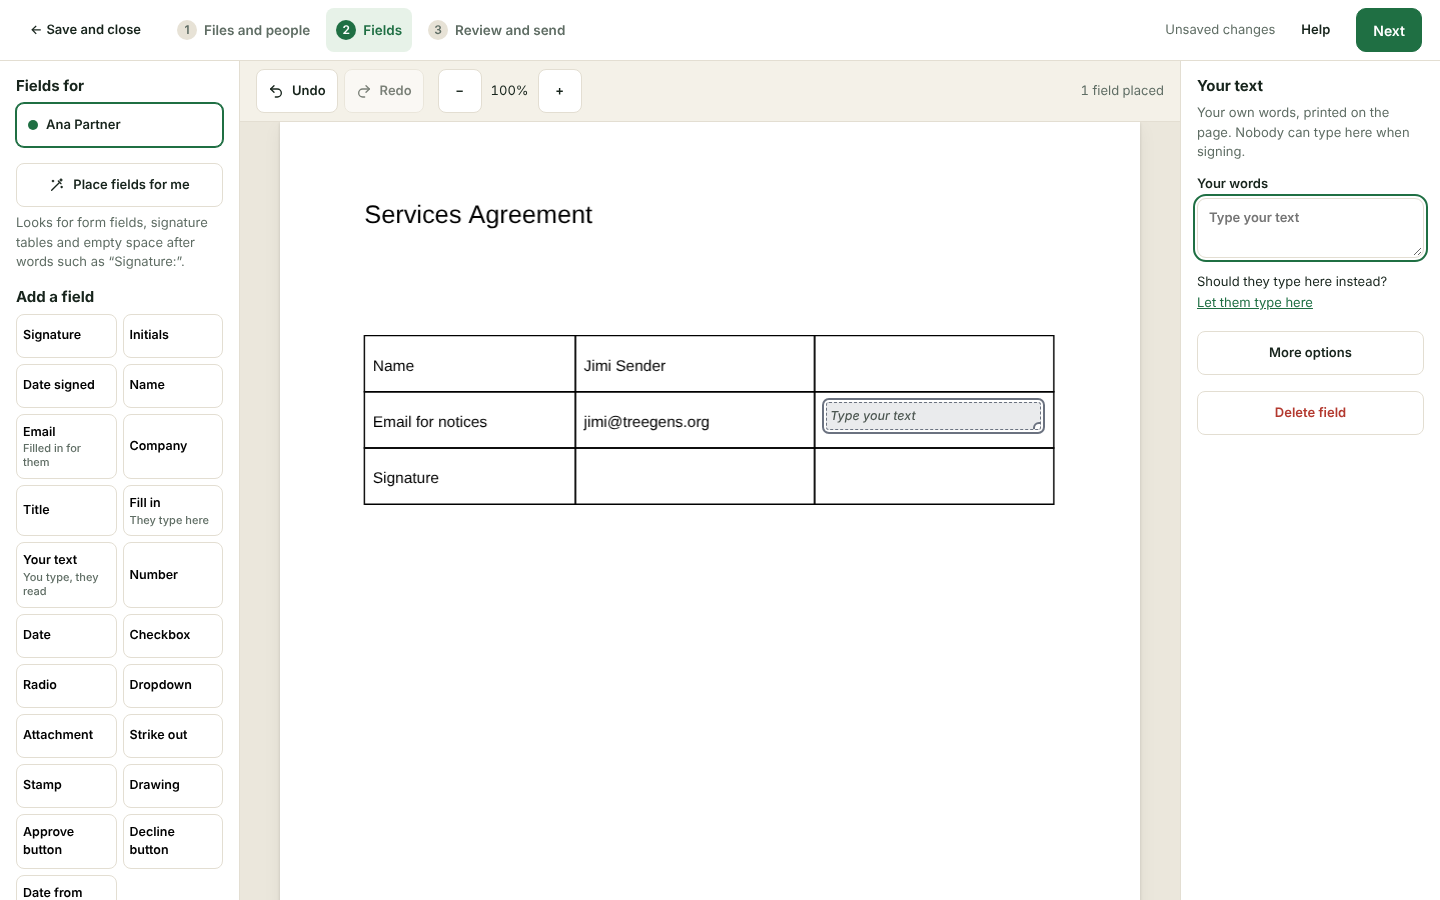 ← Save and close
1 Files and people
2 Fields
3 Review and send
Unsaved changes
Help
Next
Fields for
Ana Partner
Place fields for me
Looks for form fields, signature
tables and empty space after
words such as “Signature:”.
Add a field
Signature
Initials
Date signed
Name
Email
Filled in for
them
Company
Title
Fill in
They type here
Your text
You type, they
read
Number
Date
Checkbox
Radio
Dropdown
Attachment
Strike out
Stamp
Drawing
Approve
button
Decline
button
Date from
Undo
Redo
− 100% +
1 field placed
Services Agreement
Name
Jimi Sender
Email for notices
jimi@treegens.org
Type your text
Signature
Your text
Your own words, printed on the
page. Nobody can type here when
signing.
Your words
Type your text
Should they type here instead?
Let them type here
More options
Delete field